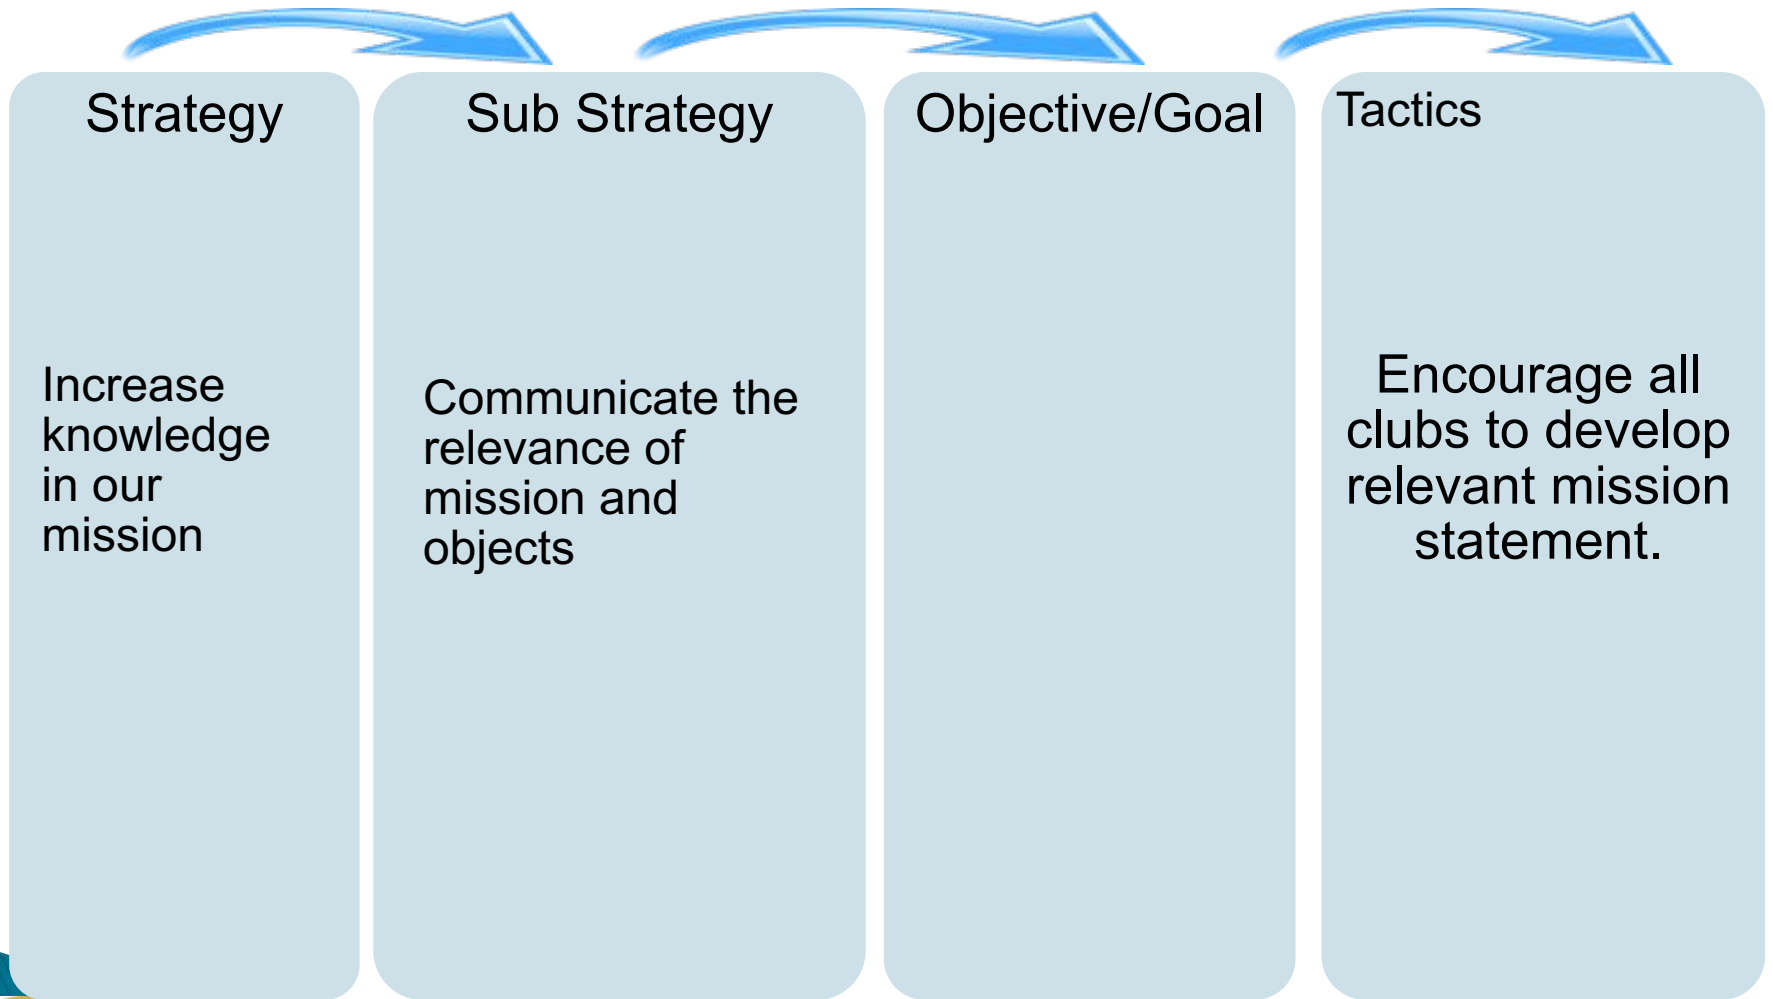 Strategy
Increase
knowledge
in our
mission
Sub Strategy
Communicate the
relevance of
mission and
objects
Objective/Goal
Tactics
Encourage all
clubs to develop
relevant mission
statement.